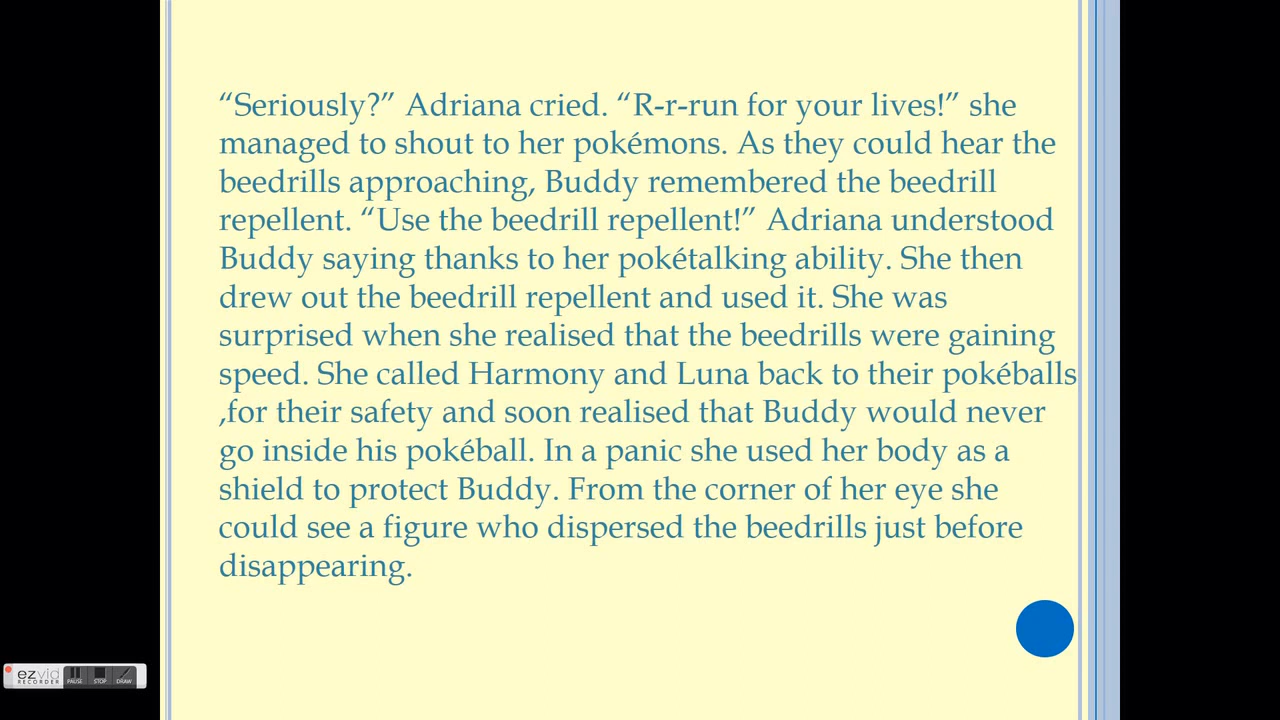 “Seriously?” Adriana cried. “R-r-run for your lives!” she
managed to shout to her pokémons. As they could hear the
beedrills approaching, Buddy remembered the beedrill
repellent. “Use the beedrill repellent!” Adriana understood
Buddy saying thanks to her pokétalking ability. She then
drew out the beedrill repellent and used it. She was
surprised when she realised that the beedrills were gaining
speed. She called Harmony and Luna back to their pokéballs
,for their safety and soon realised that Buddy would never
go inside his pokéball. In a panic she used her body as a
shield to protect Buddy. From the corner of her eye she
could see a figure who dispersed the beedrills just before
disappearing.
ezvid
RECORDER
PAUSE STOP DRAW